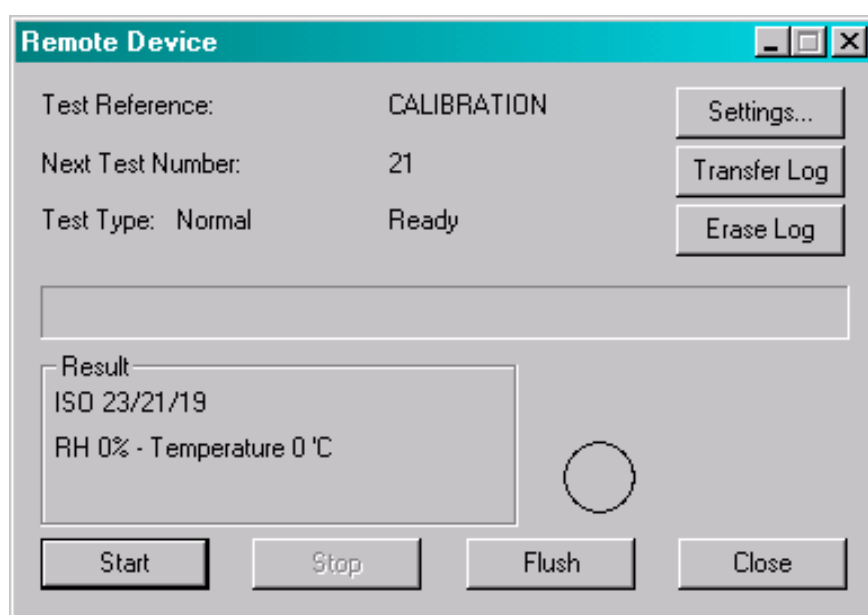 Remote Device
Test Reference: CALIBRATION Settings...
Next Test Number: 21 Transfer Log
Test Type: Normal Ready Erase Log
Result
ISO 23/21/19
RH 0% - Temperature 0 'C
Start Stop Flush Close